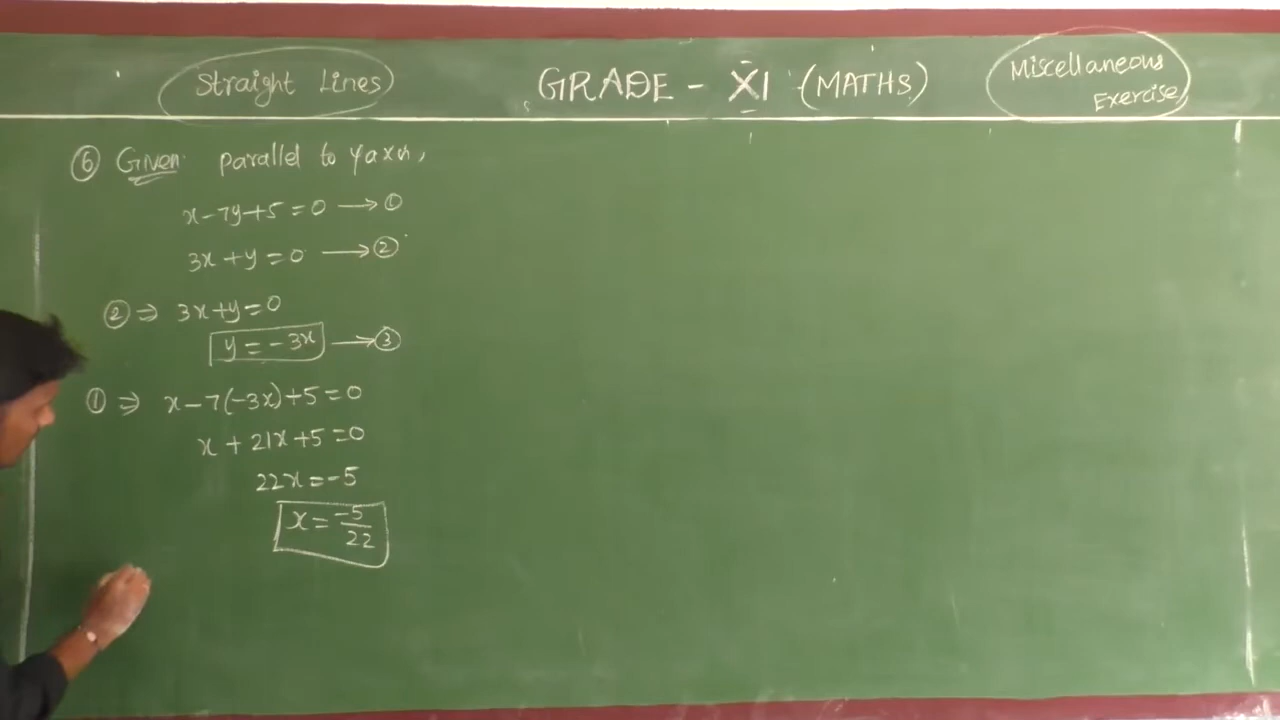 Straight Lines
GRADE - XI (MATHS)
Miscellaneous
Exercise
⑥ Given: parallel to y axis,
x-7y+5=0 → ①
3x+y=0 → ②
② ⇒ 3x+y=0
y=-3x → ③
① ⇒ x-7(-3x)+5=0
x+21x+5=0
22x=-5
x=-5/22